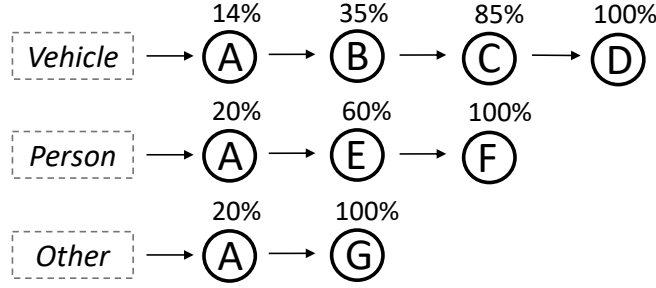 14% 35% 85% 100%
Vehicle A B C D
20% 60% 100%
Person A E F
20% 100%
Other A G